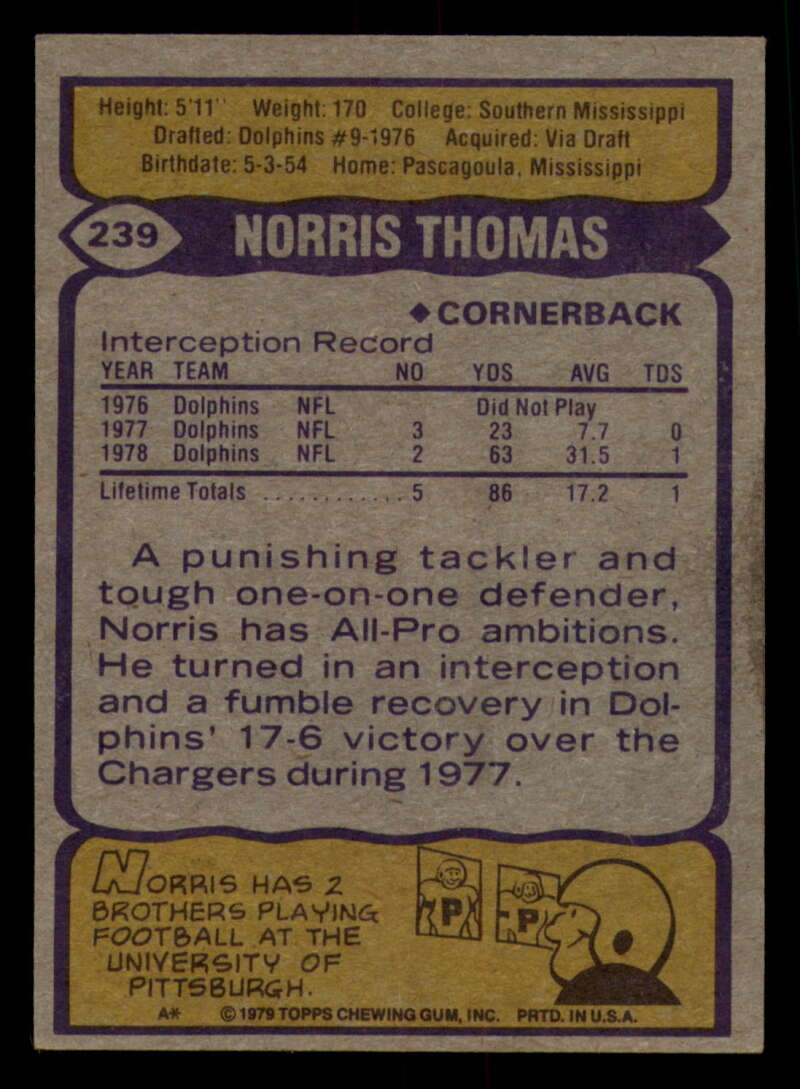 Height: 5'11" Weight: 170 College: Southern Mississippi
Drafted: Dolphins #9-1976 Acquired: Via Draft
Birthdate: 5-3-54 Home: Pascagoula, Mississippi
239 NORRIS THOMAS
◆CORNERBACK
Interception Record
YEAR TEAM NO YDS AVG TDS
1976 Dolphins NFL Did Not Play
1977 Dolphins NFL 3 23 7.7 0
1978 Dolphins NFL 2 63 31.5 1
Lifetime Totals ............ 5 86 17.2 1
A punishing tackler and
tough one-on-one defender,
Norris has All-Pro ambitions.
He turned in an interception
and a fumble recovery in Dol-
phins' 17-6 victory over the
Chargers during 1977.
NORRIS HAS 2
BROTHERS PLAYING
FOOTBALL AT THE
UNIVERSITY OF
PITTSBURGH.
P P
A* ©1979 TOPPS CHEWING GUM, INC. PRTD. IN U.S.A.